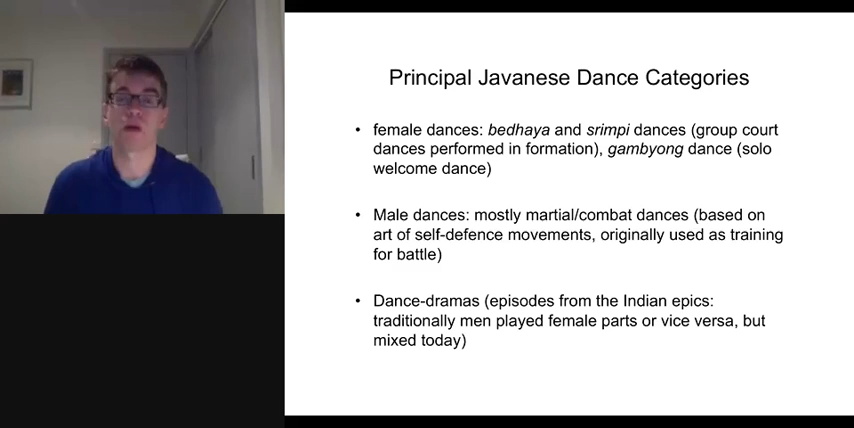 Principal Javanese Dance Categories
• female dances: bedhaya and srimpi dances (group court
dances performed in formation), gambyong dance (solo
welcome dance)
• Male dances: mostly martial/combat dances (based on
art of self-defence movements, originally used as training
for battle)
• Dance-dramas (episodes from the Indian epics:
traditionally men played female parts or vice versa, but
mixed today)